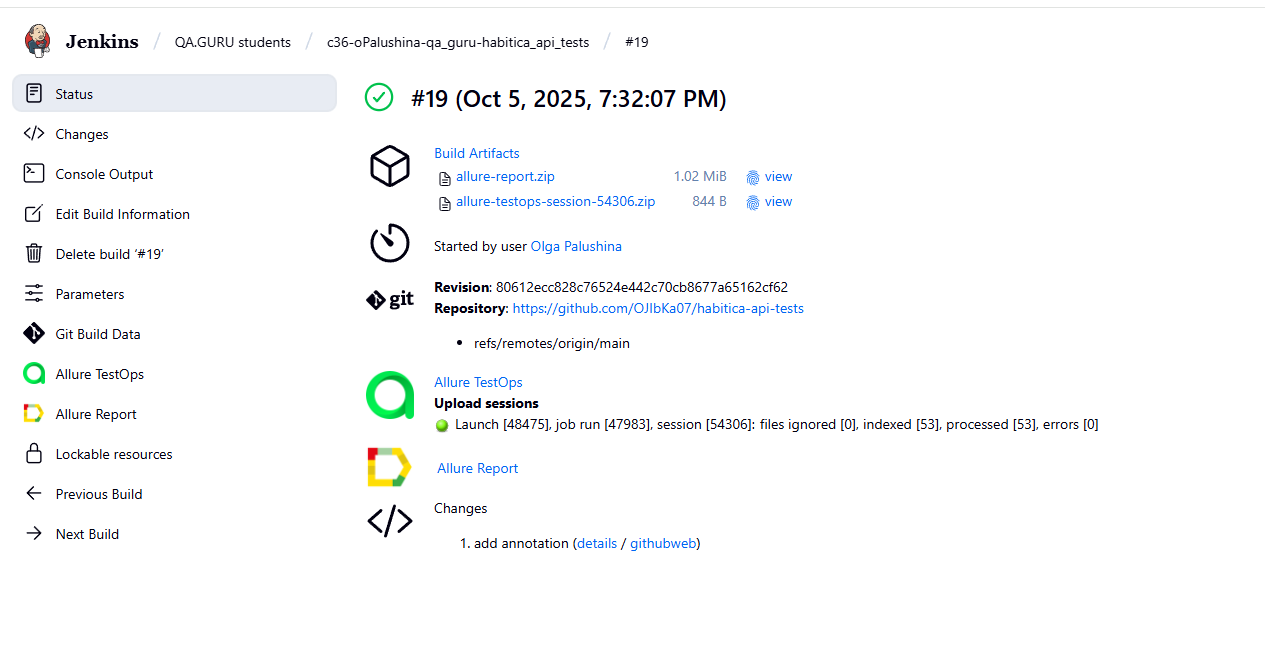 Jenkins / QA.GURU students / c36-oPalushina-qa_guru-habitica_api_tests / #19
Status
Changes
Console Output
Edit Build Information
Delete build ‘#19’
Parameters
Git Build Data
Allure TestOps
Allure Report
Lockable resources
Previous Build
Next Build
#19 (Oct 5, 2025, 7:32:07 PM)
Build Artifacts
allure-report.zip 1.02 MiB view
allure-testops-session-54306.zip 844 B view
Started by user Olga Palushina
git
Revision: 80612ecc828c76524e442c70cb8677a65162cf62
Repository: https://github.com/OJIbKa07/habitica-api-tests
• refs/remotes/origin/main
Allure TestOps
Upload sessions
Launch [48475], job run [47983], session [54306]: files ignored [0], indexed [53], processed [53], errors [0]
Allure Report
Changes
1. add annotation (details / githubweb)